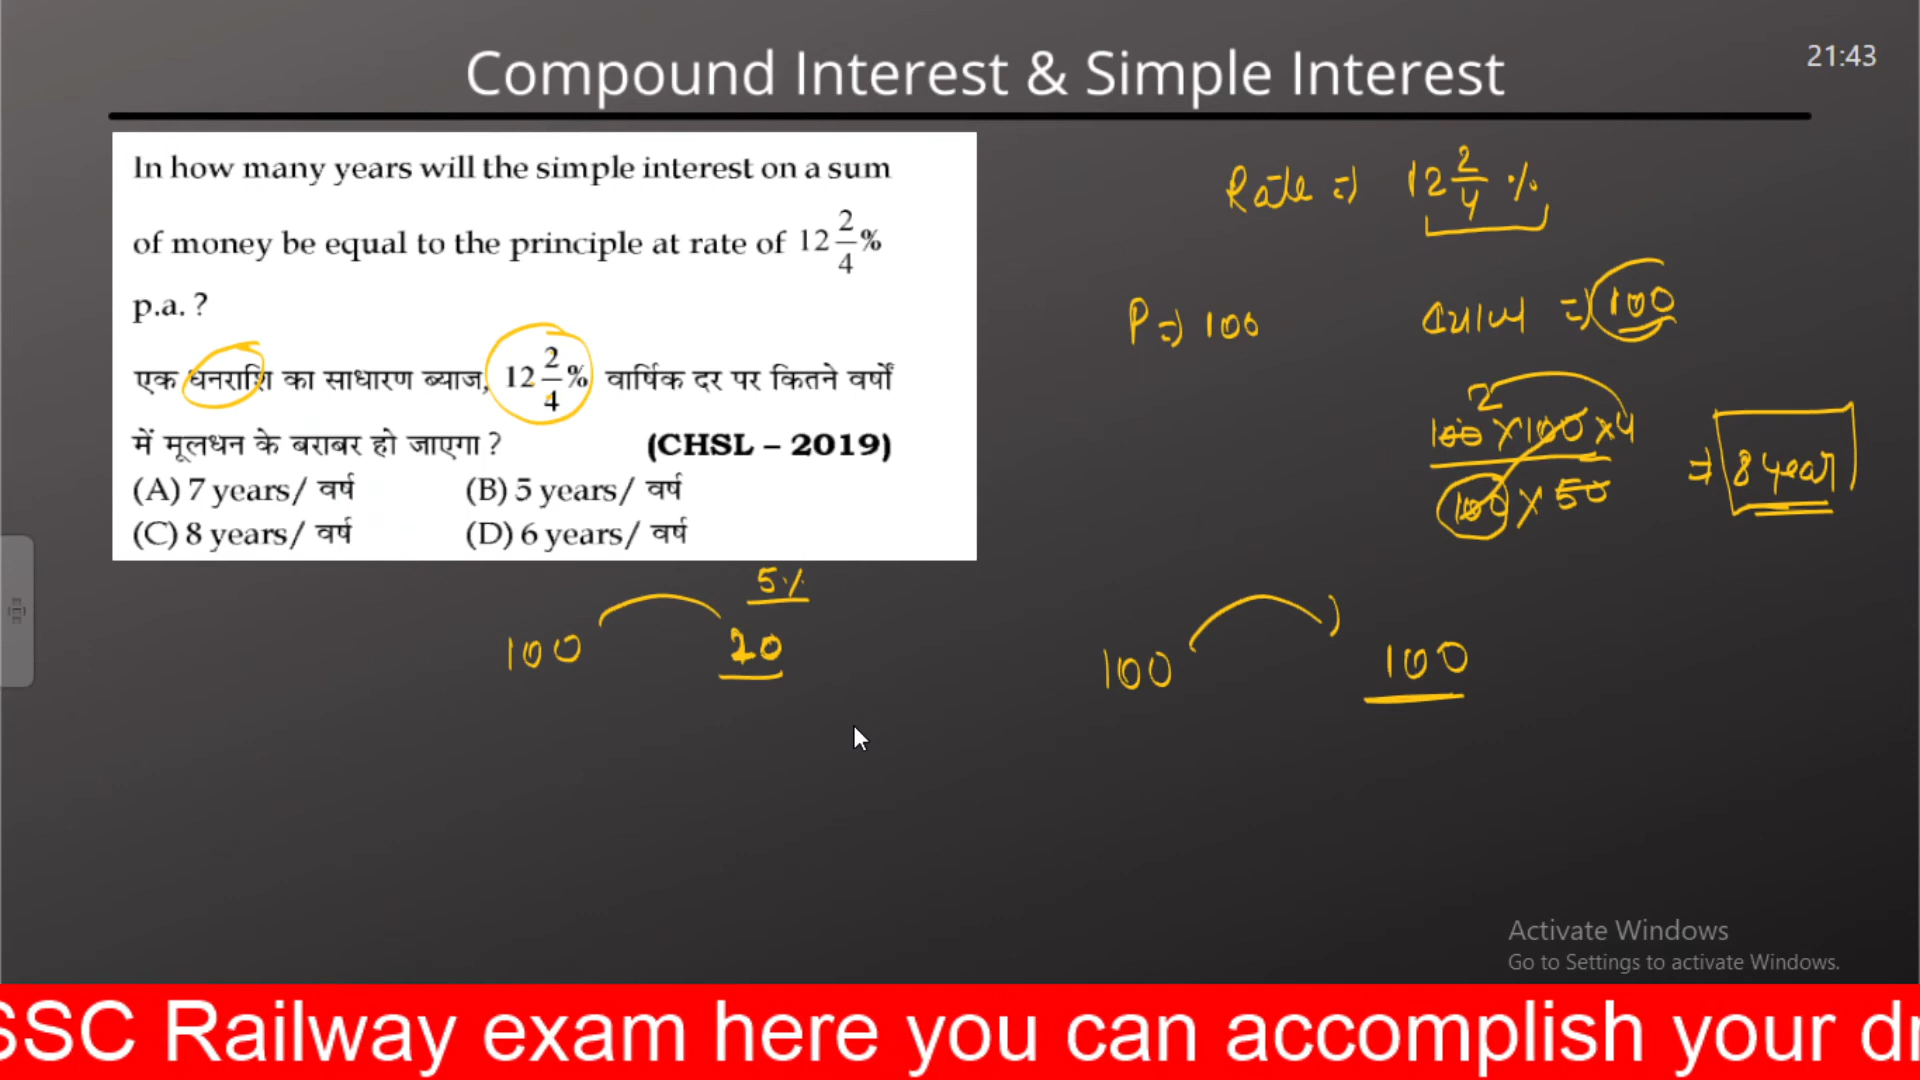 Compound Interest & Simple Interest
21:43
In how many years will the simple interest on a sum
of money be equal to the principle at rate of 12 2/4 %
p.a. ?
एक धनराशि का साधारण ब्याज, 12 2/4 % वार्षिक दर पर कितने वर्षों
में मूलधन के बराबर हो जाएगा ? (CHSL – 2019)
(A) 7 years/ वर्ष (B) 5 years/ वर्ष
(C) 8 years/ वर्ष (D) 6 years/ वर्ष
Rate => 12 2/4 %
P => 100 ब्याज => 100
2
100 × 100 × 4
100 × 50
=> 8 year
5%
100 20
100 100
Activate Windows
Go to Settings to activate Windows.
SSC Railway exam here you can accomplish your dr